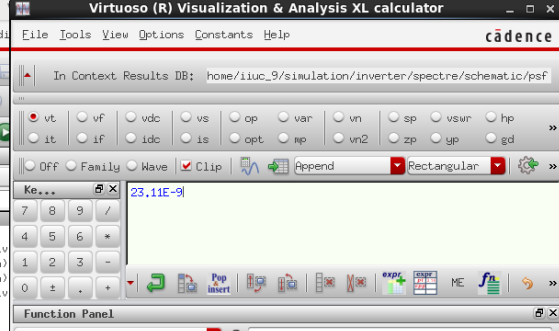 Virtuoso (R) Visualization & Analysis XL calculator
File Tools View Options Constants Help
cādence
In Context Results DB: home/iiuc_9/simulation/inverter/spectre/schematic/psf
vt vf vdc vs op var vn sp vswr hp
it if idc is opt mp vn2 zp yp gd
Off Family Wave Clip Append Rectangular
Ke...
23.11E-9
7 8 9 /
4 5 6 *
1 2 3 -
0 ± . +
Pop & insert expr expr ME fx
Function Panel